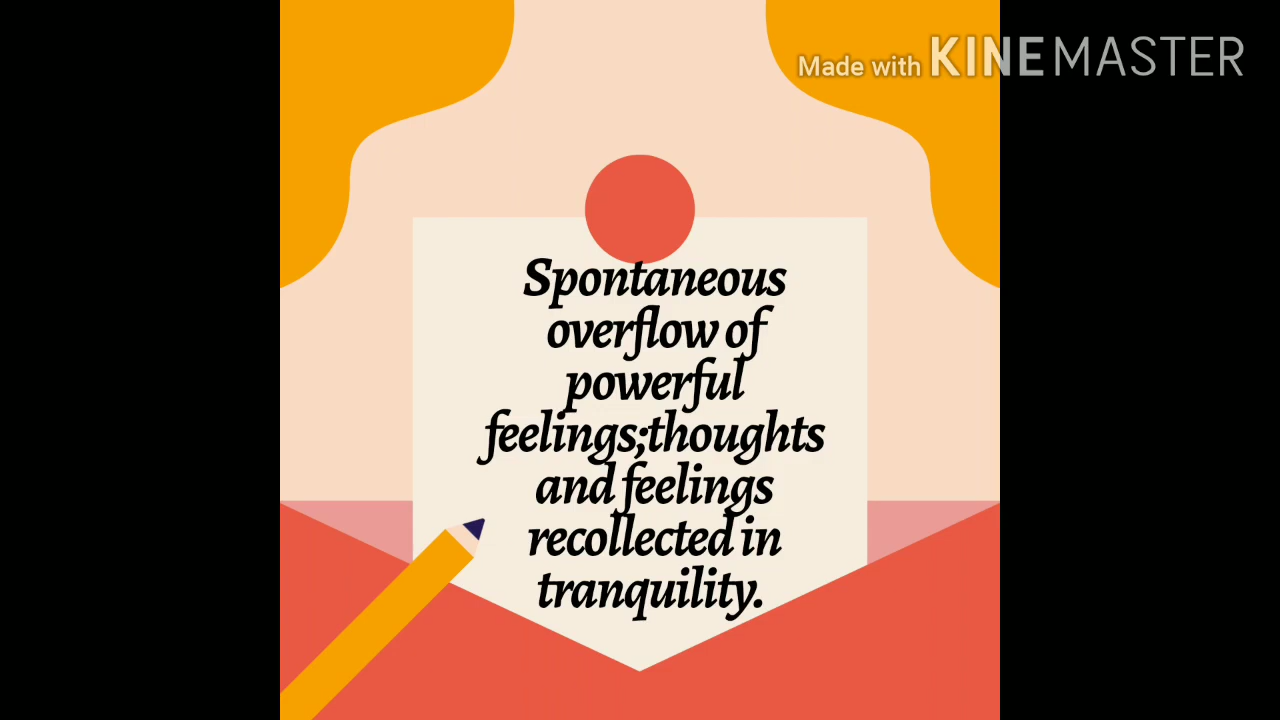 Made with KINEMASTER
Spontaneous
overflow of
powerful
feelings;thoughts
and feelings
recollected in
tranquility.